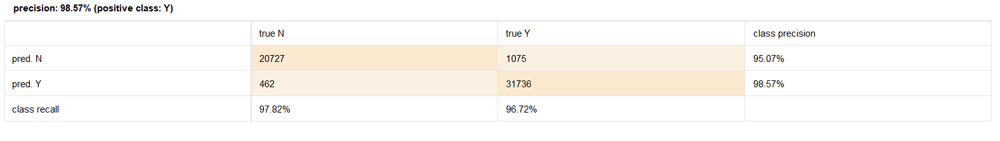 precision: 98.57% (positive class: Y)
true N true Y class precision
pred. N 20727 1075 95.07%
pred. Y 462 31736 98.57%
class recall 97.82% 96.72%